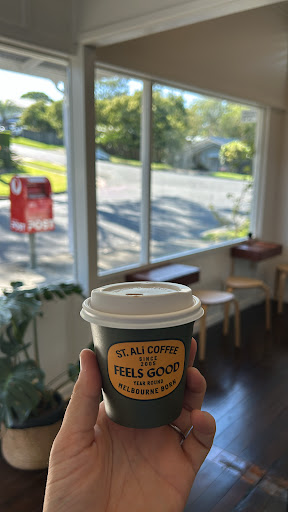 POST
ST. ALi COFFEE
SINCE
2005
FEELS GOOD
YEAR ROUND
MELBOURNE BORN